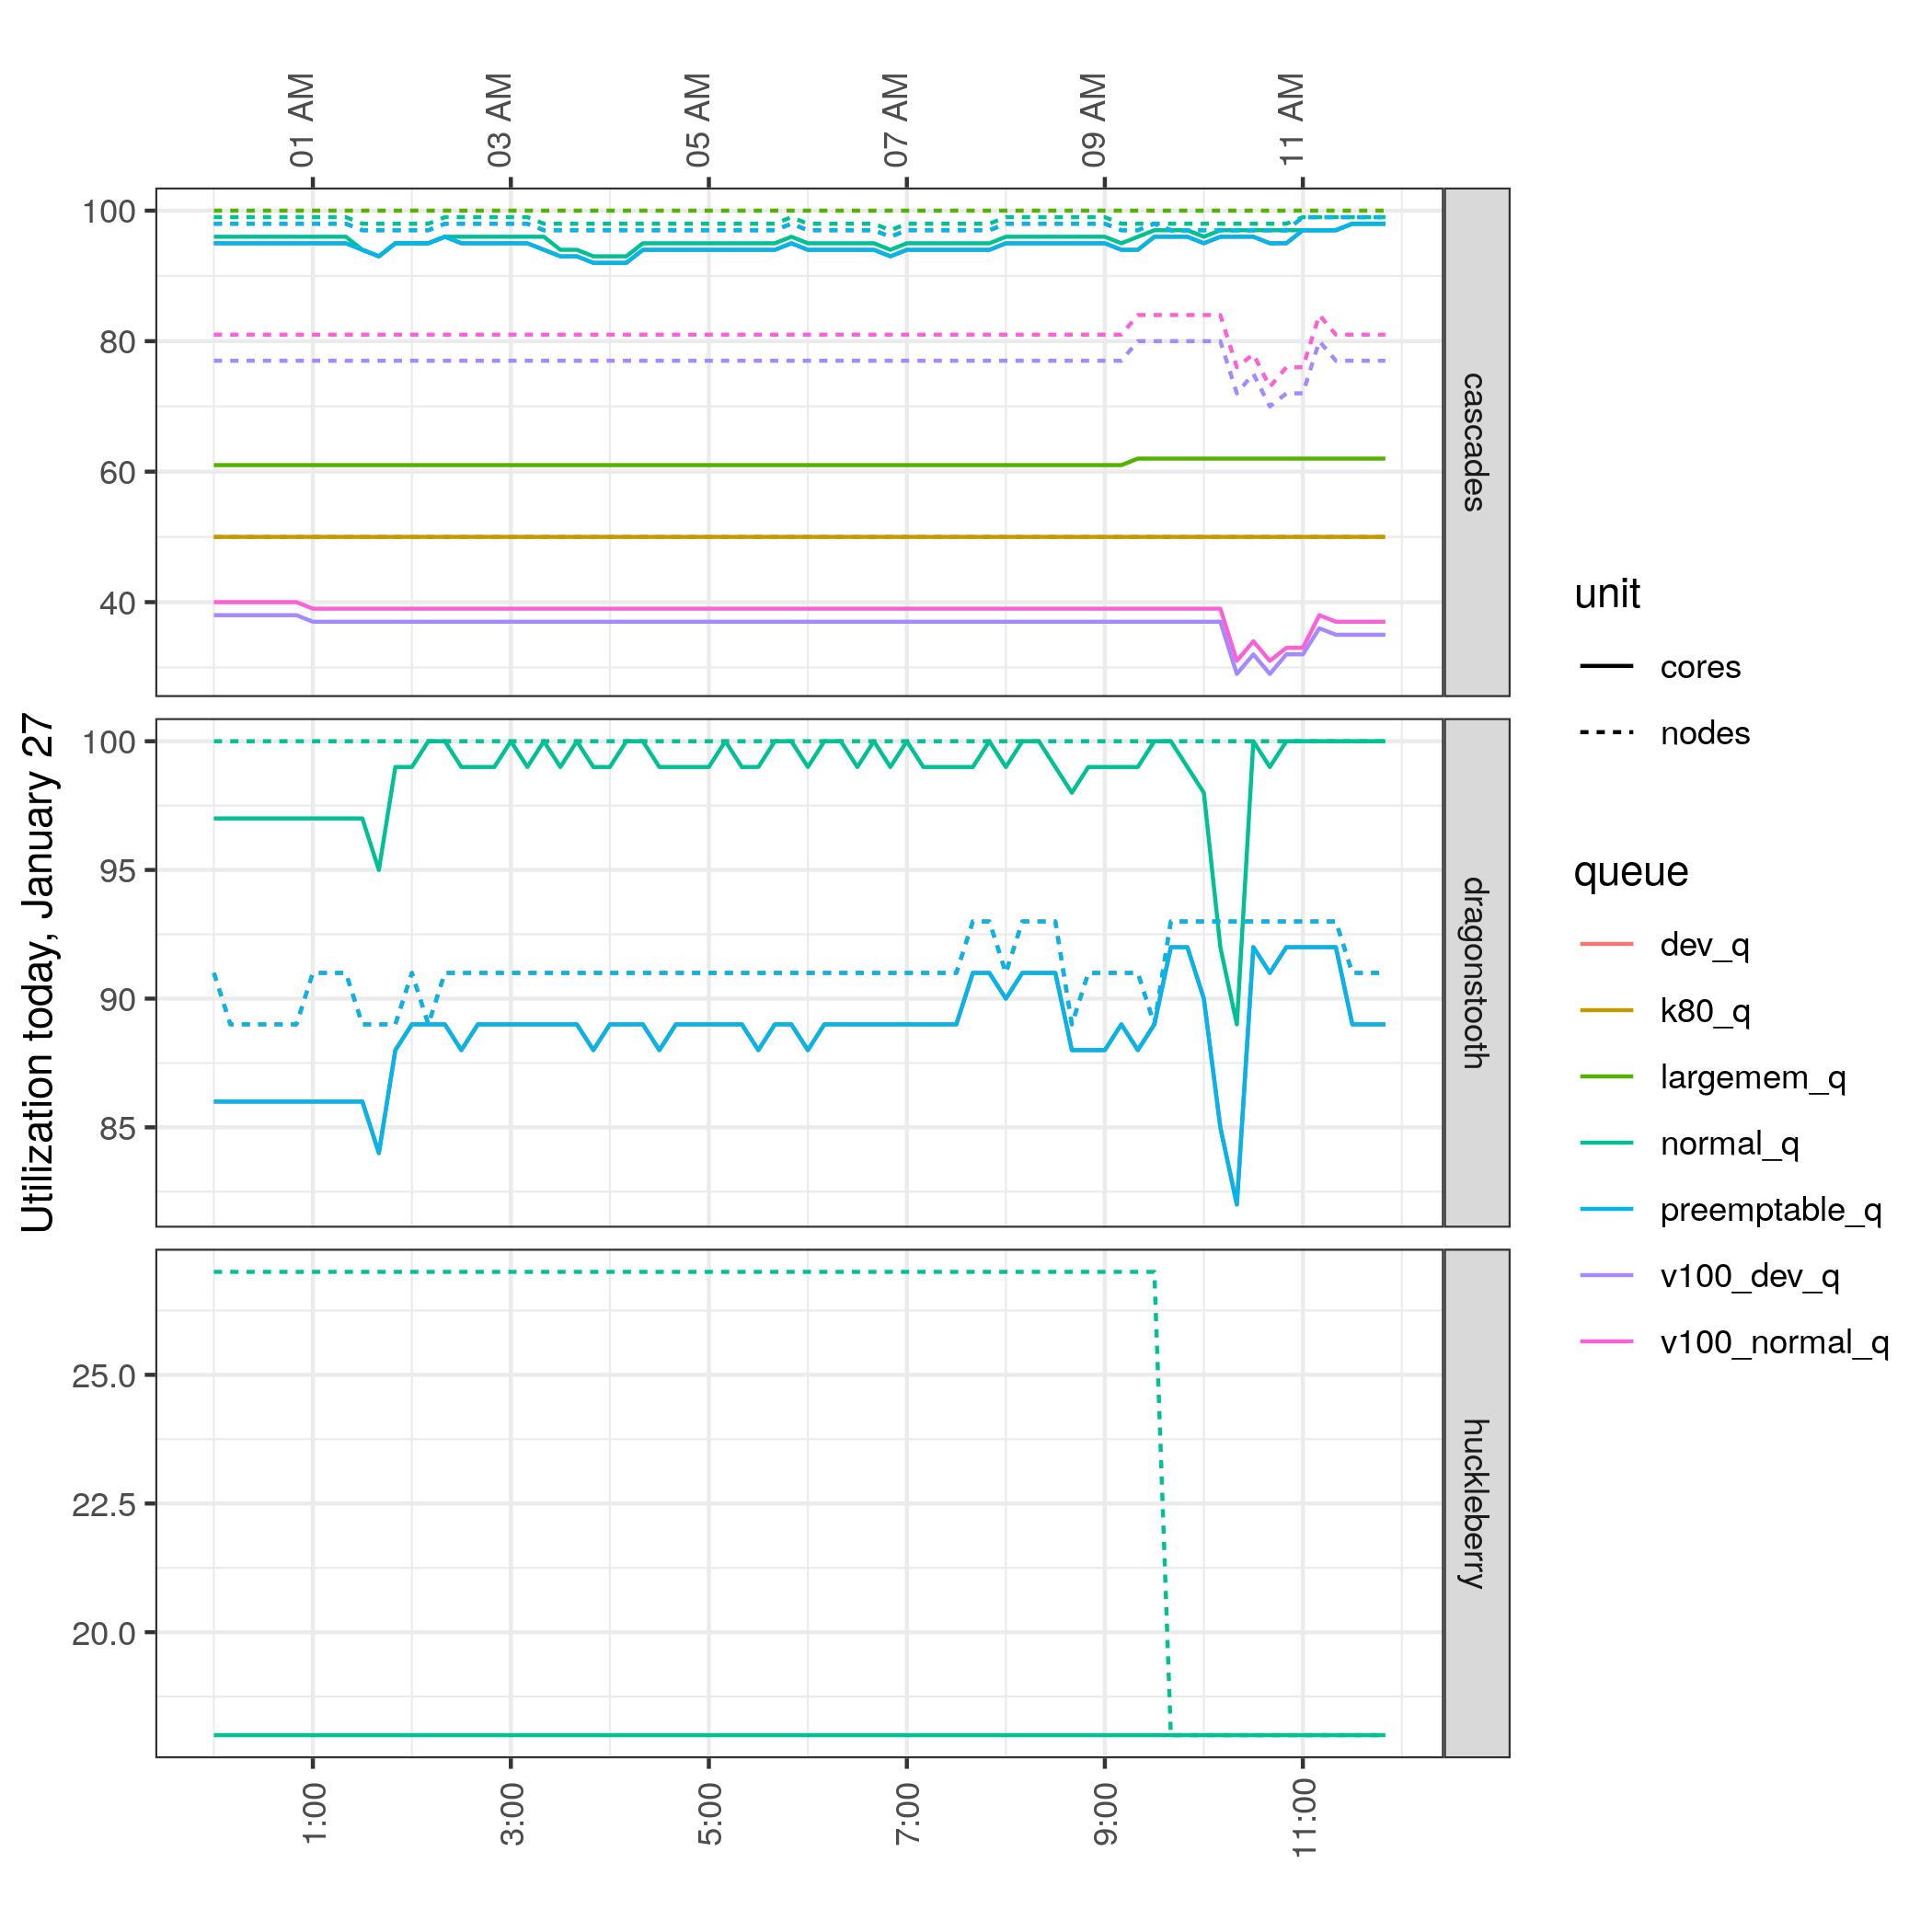 01 AM
03 AM
05 AM
07 AM
09 AM
11 AM
Utilization today, January 27
100
80
60
40
cascades
100
95
90
85
dragonstooth
25.0
22.5
20.0
huckleberry
1:00
3:00
5:00
7:00
9:00
11:00
unit
cores
nodes
queue
dev_q
k80_q
largemem_q
normal_q
preemptable_q
v100_dev_q
v100_normal_q